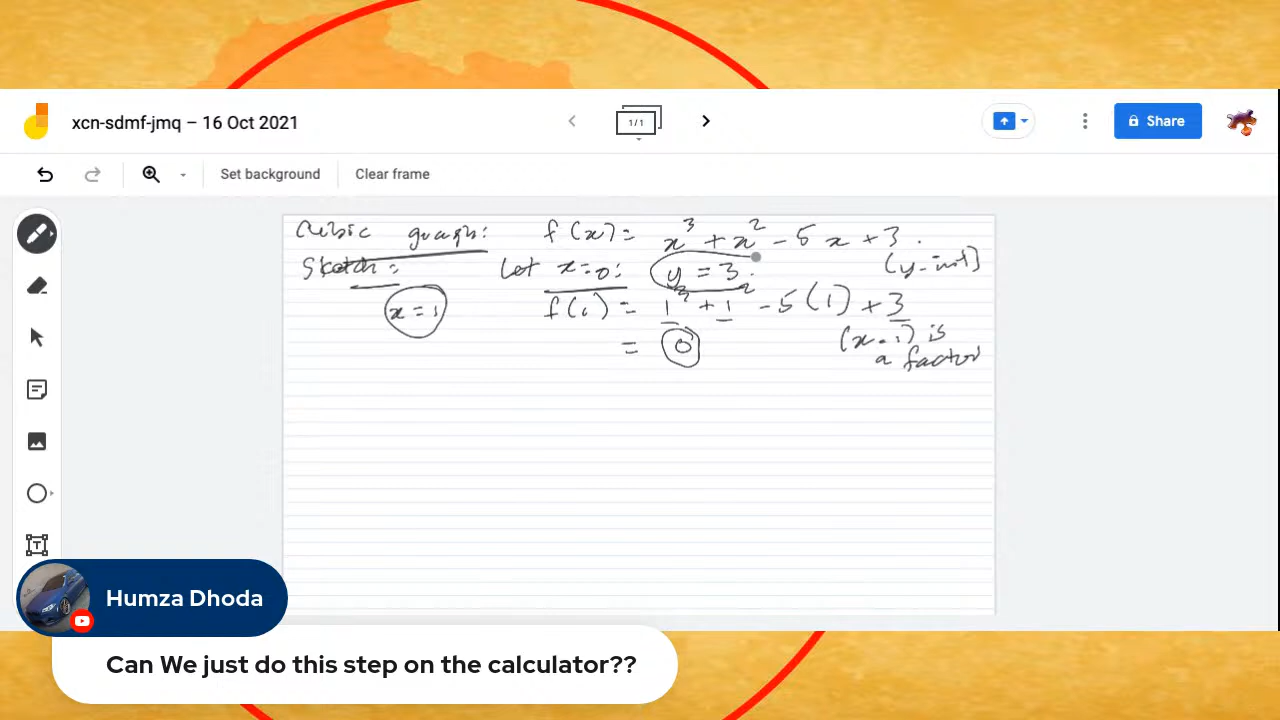 xcn-sdmf-jmq – 16 Oct 2021
1/1
Share
Set background
Clear frame
Cubic graph: f(x) = x³ + x² - 5x + 3.
Sketch: Let x=0: y = 3. (y-int)
x = 1 f(1) = 1³ + 1² - 5(1) + 3
= 0 (x-1) is
a factor
T
Humza Dhoda
Can We just do this step on the calculator??